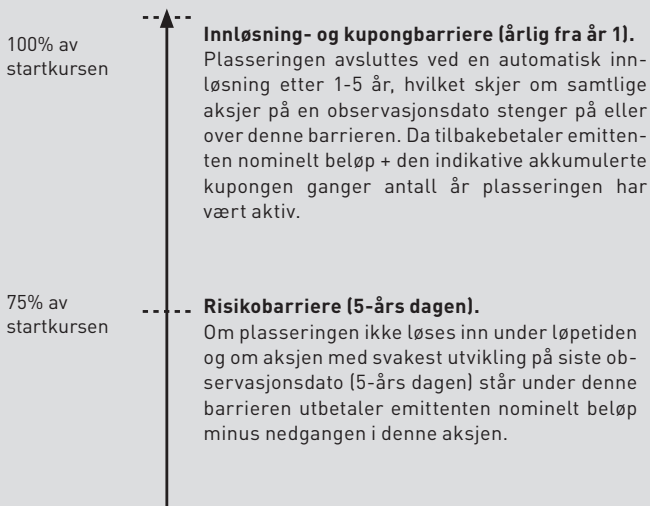 100% av
startkursen
Innløsning- og kupongbarriere (årlig fra år 1).
Plasseringen avsluttes ved en automatisk inn-
løsning etter 1-5 år, hvilket skjer om samtlige
aksjer på en observasjonsdato stenger på eller
over denne barrieren. Da tilbakebetaler emitten-
ten nominelt beløp + den indikative akkumulerte
kupongen ganger antall år plasseringen har
vært aktiv.
75% av
startkursen
Risikobarriere (5-års dagen).
Om plasseringen ikke løses inn under løpetiden
og om aksjen med svakest utvikling på siste ob-
servasjonsdato (5-års dagen) står under denne
barrieren utbetaler emittenten nominelt beløp
minus nedgangen i denne aksjen.